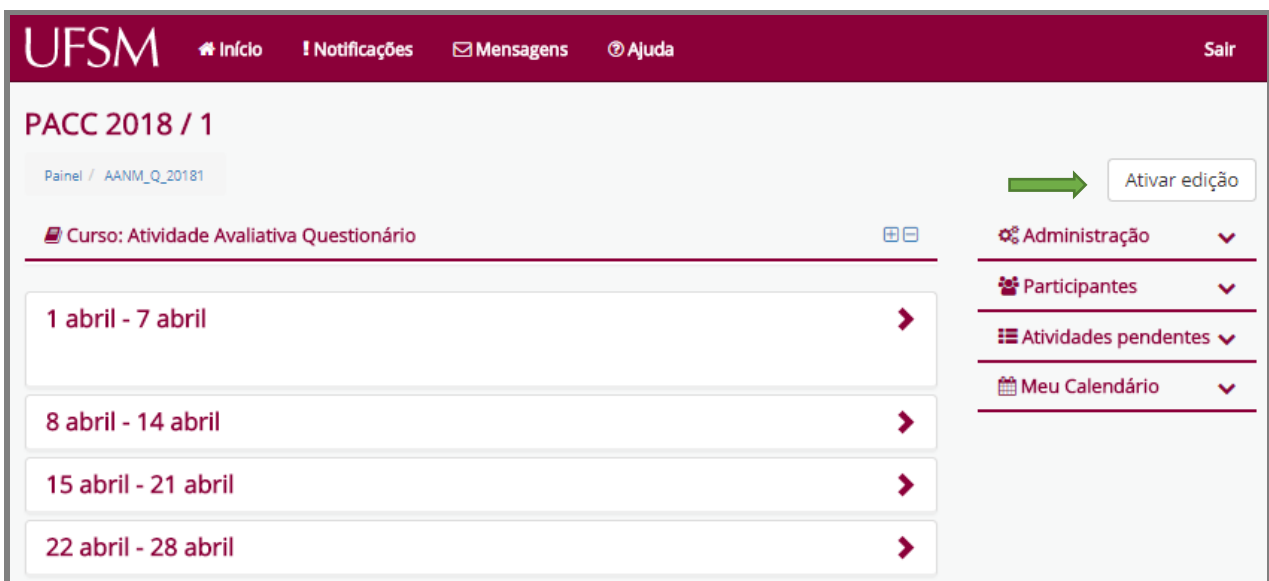 UFSM Início Notificações Mensagens Ajuda Sair
PACC 2018 / 1
Painel / AANM_Q_20181
Ativar edição
Curso: Atividade Avaliativa Questionário
Administração
Participantes
Atividades pendentes
Meu Calendário
1 abril - 7 abril
8 abril - 14 abril
15 abril - 21 abril
22 abril - 28 abril